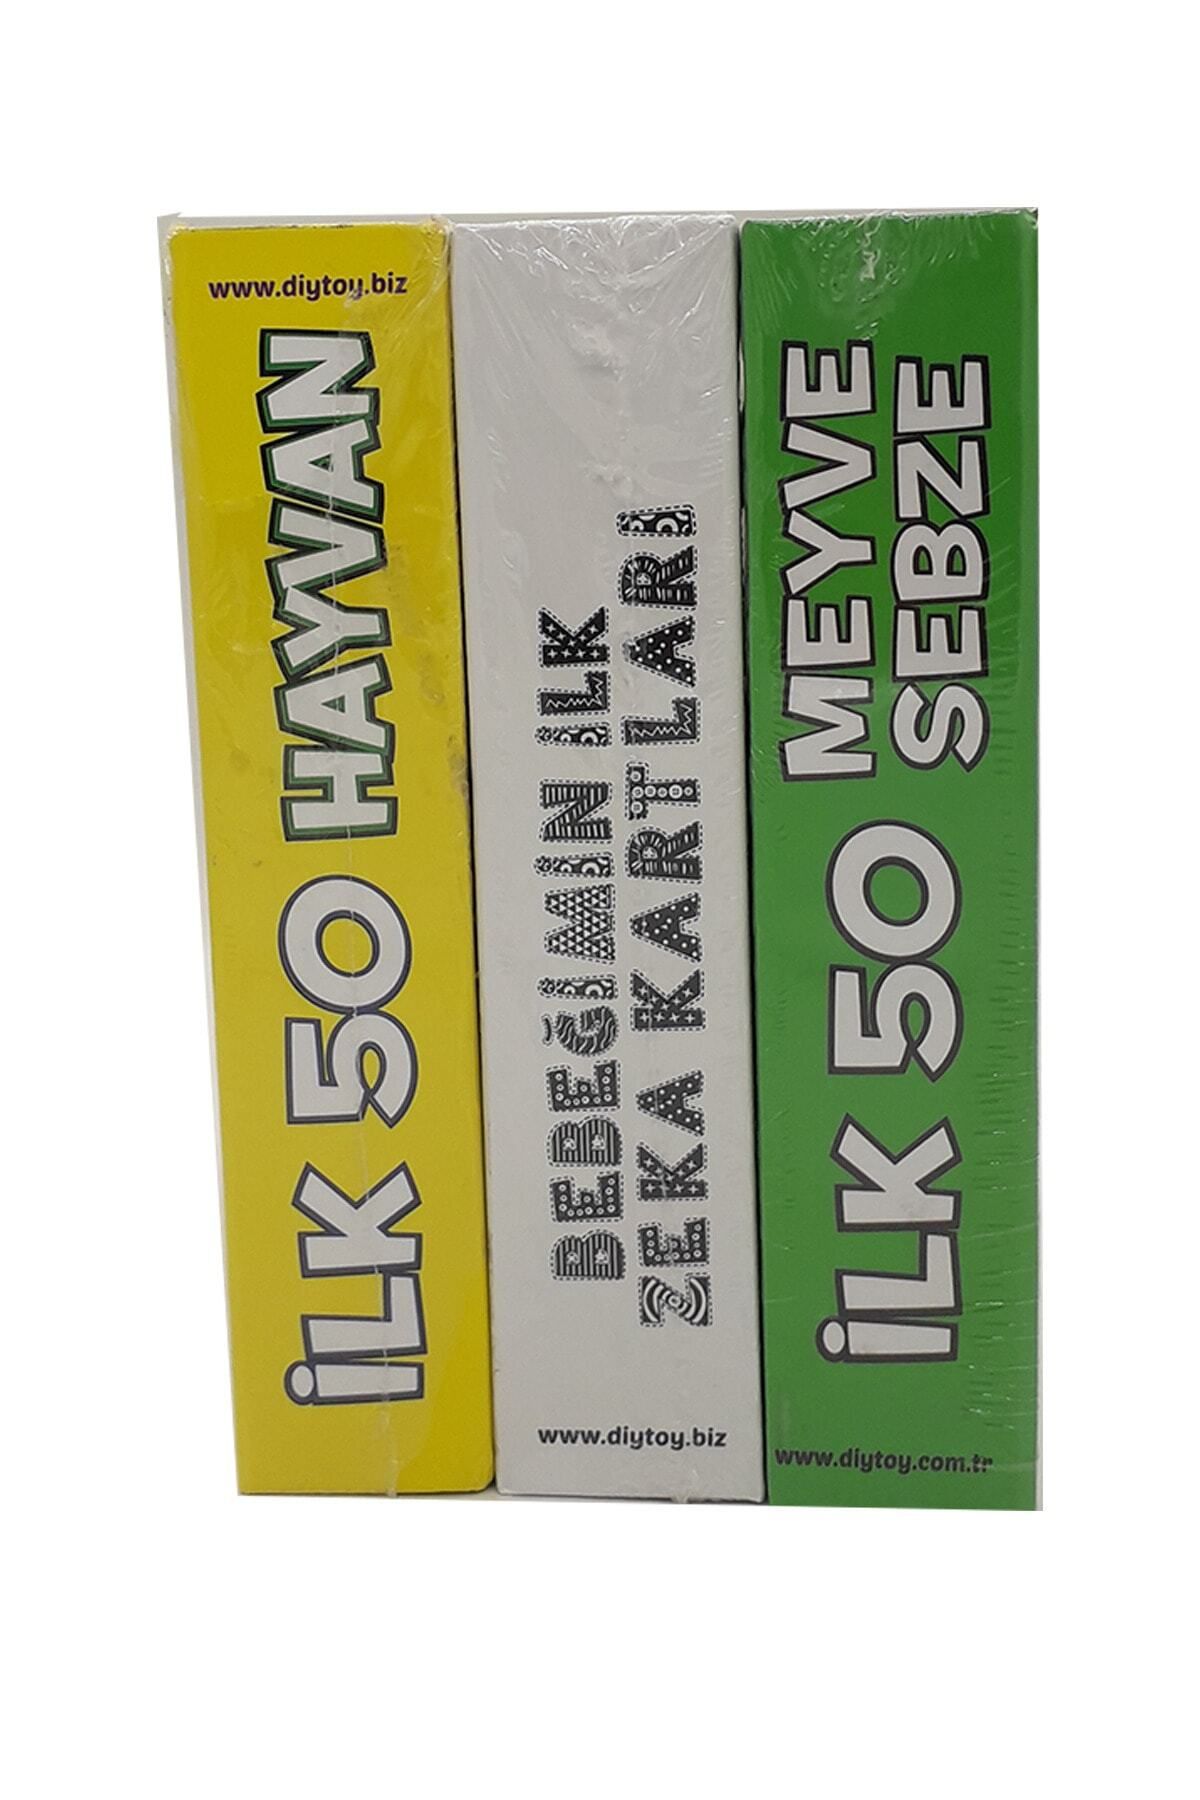 www.diytoy.biz
İLK 50 HAYVAN
BEBEĞİMİN İLK
ZEKA KARTLARI
www.diytoy.biz
İLK 50 MEYVE
SEBZE
www.diytoy.com.tr